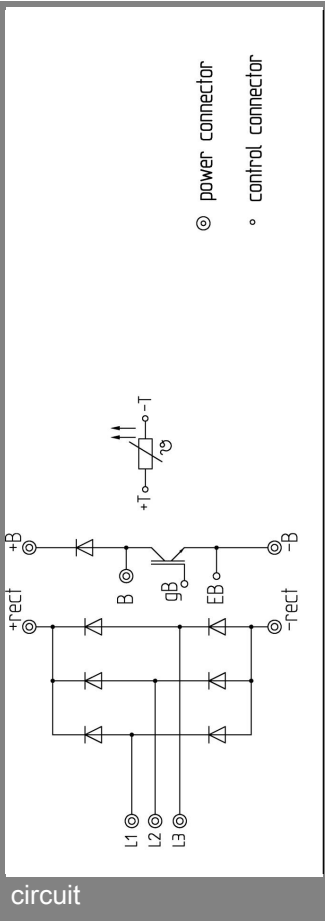 power connector
control connector
+T
-T
ϑ
+B
B
gB
EB
-B
+rect
-rect
L1
L2
L3
circuit